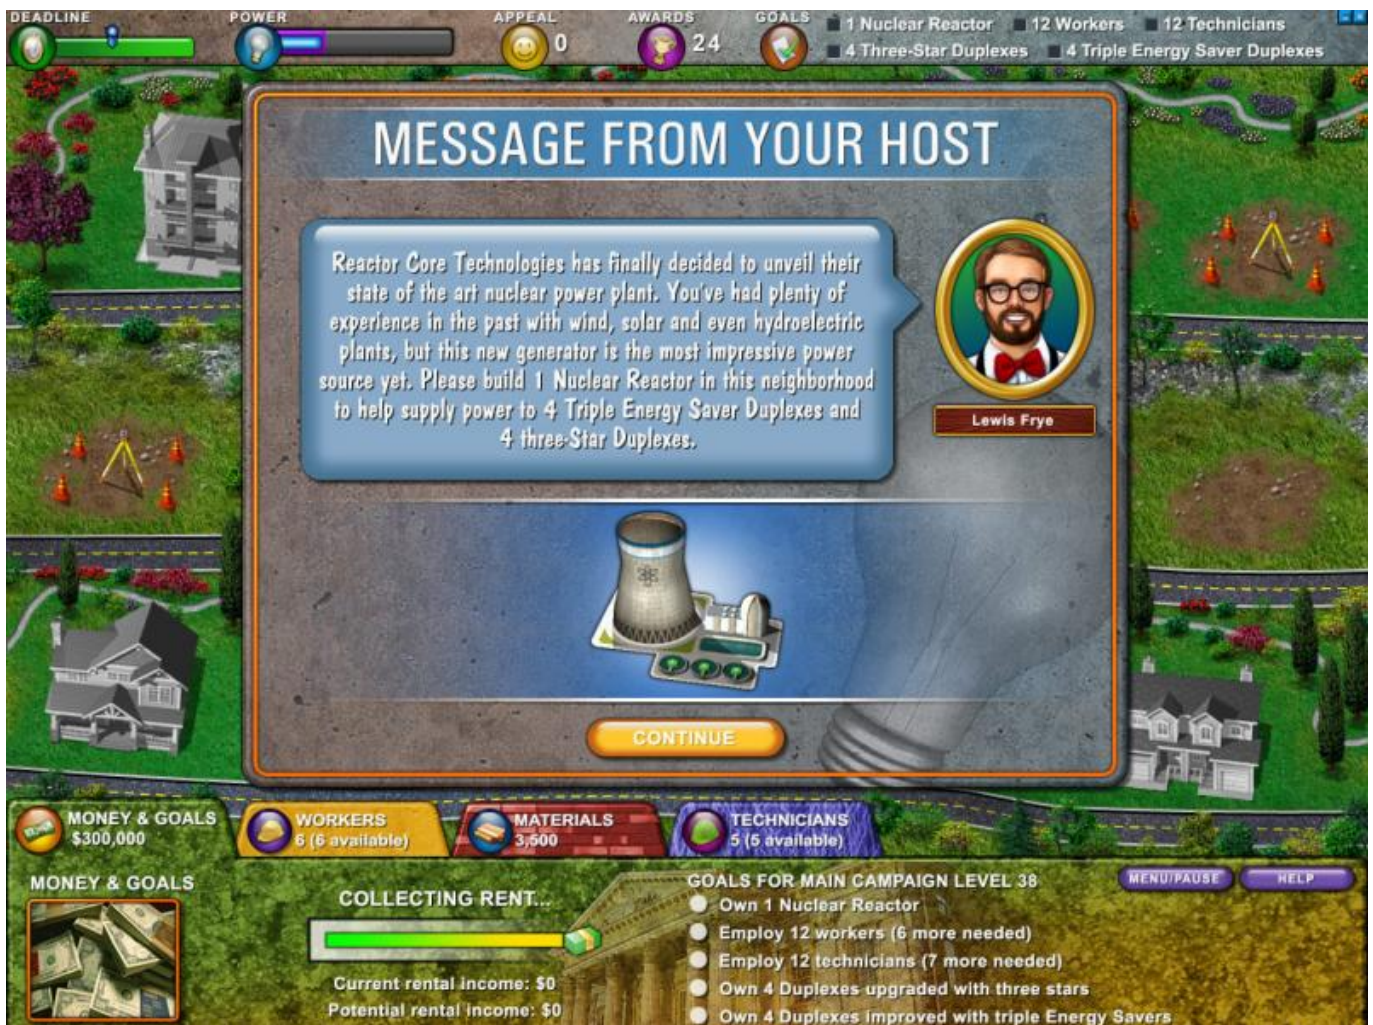 DEADLINE
POWER
APPEAL
0
AWARDS
24
GOALS
1 Nuclear Reactor
12 Workers
12 Technicians
4 Three-Star Duplexes
4 Triple Energy Saver Duplexes
MESSAGE FROM YOUR HOST
Reactor Core Technologies has finally decided to unveil their
state of the art nuclear power plant. You've had plenty of
experience in the past with wind, solar and even hydroelectric
plants, but this new generator is the most impressive power
source yet. Please build 1 Nuclear Reactor in this neighborhood
to help supply power to 4 Triple Energy Saver Duplexes and
4 three-Star Duplexes.
Lewis Frye
CONTINUE
MONEY & GOALS
$300,000
WORKERS
6 (6 available)
MATERIALS
3,500
TECHNICIANS
5 (5 available)
MONEY & GOALS
COLLECTING RENT...
Current rental income: $0
Potential rental income: $0
GOALS FOR MAIN CAMPAIGN LEVEL 38
Own 1 Nuclear Reactor
Employ 12 workers (6 more needed)
Employ 12 technicians (7 more needed)
Own 4 Duplexes upgraded with three stars
Own 4 Duplexes improved with triple Energy Savers
MENU/PAUSE
HELP